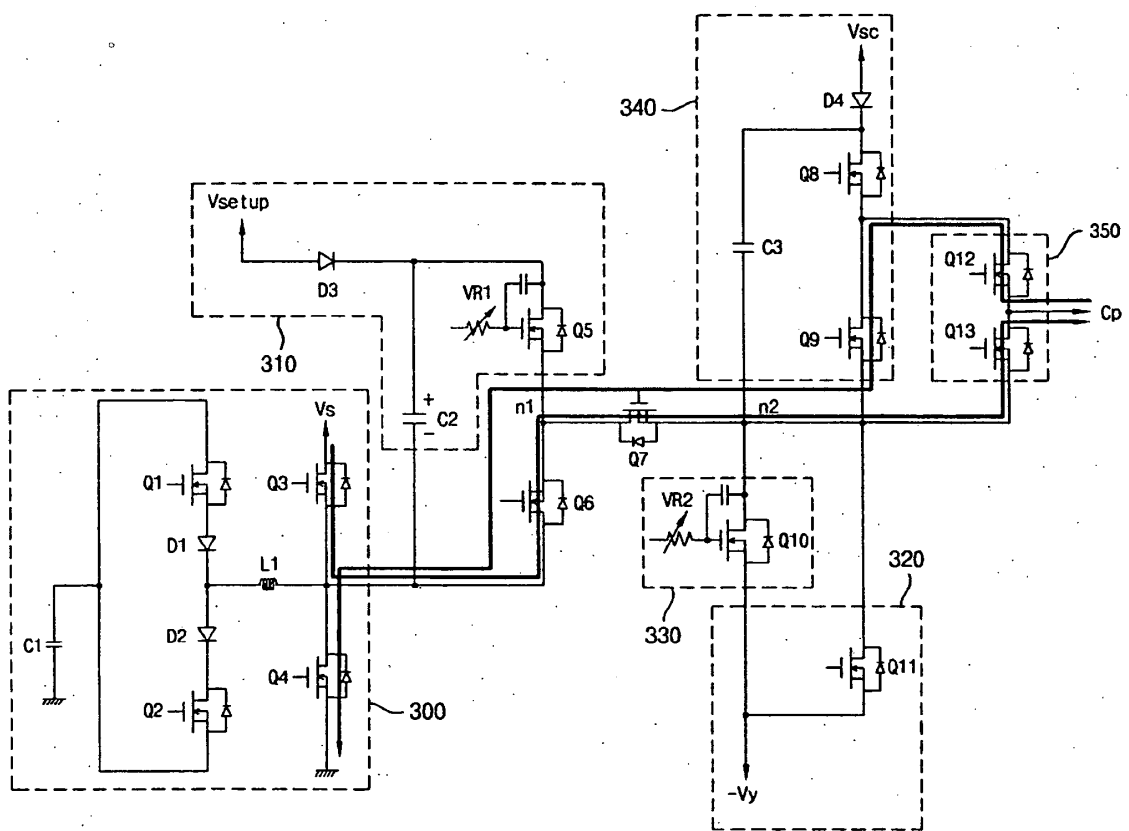 Vsc
D4
340
Q8
Vsetup
350
Q12
C3
D3
VR1
Q5
Cp
Q13
Q9
310
+
C2
-
n1
n2
Vs
Q7
Q1
Q3
Q6
VR2
Q10
D1
L1
320
330
C1
D2
Q4
Q11
Q2
300
-Vy